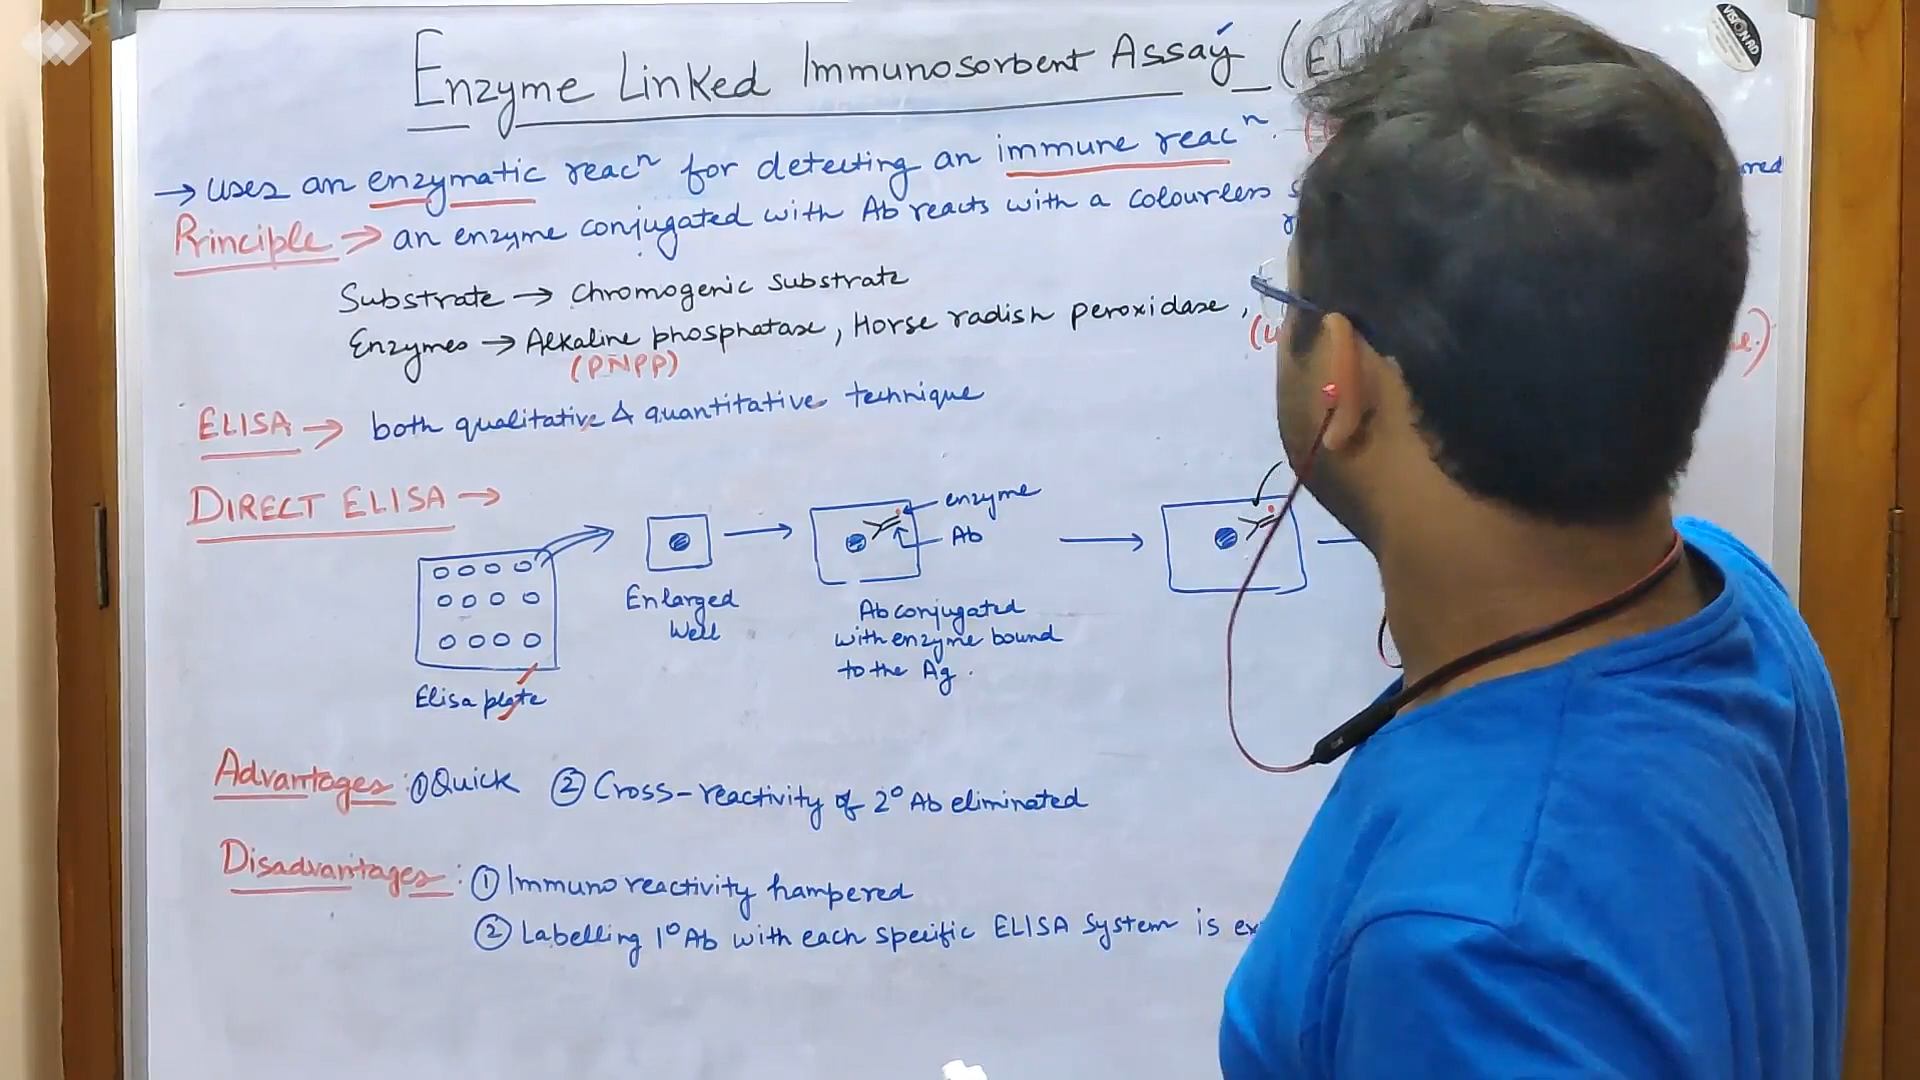 Enzyme Linked Immunosorbent Assay (EL
→ uses an enzymatic reacⁿ for detecting an immune reacⁿ.
Principle → an enzyme conjugated with Ab reacts with a colourless
Substrate → chromogenic substrate
Enzymes → Alkaline phosphatase, Horse radish peroxidase,
(PNPP)
ELISA → both qualitative & quantitative technique
DIRECT ELISA →
enzyme
Ab
Enlarged
Well
Ab conjugated
with enzyme bound
to the Ag.
Elisa plate
Advantages: ① Quick ② Cross-reactivity of 2° Ab eliminated
Disadvantages: ① Immuno reactivity hampered
② Labelling 1° Ab with each specific ELISA system is ex
VISION RD